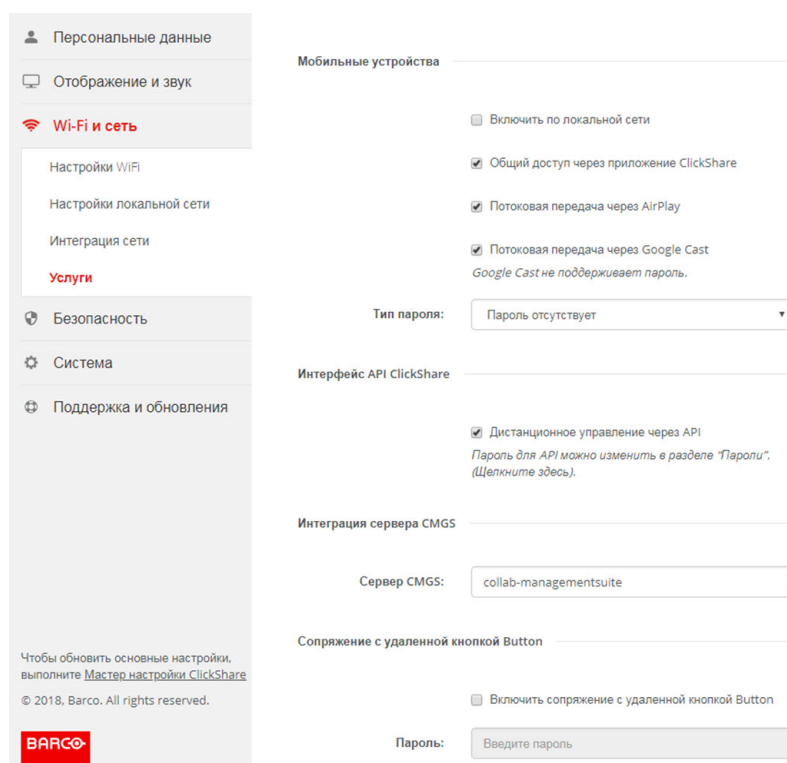 Персональные данные
Отображение и звук
Wi-Fi и сеть
Настройки WiFi
Настройки локальной сети
Интеграция сети
Услуги
Безопасность
Система
Поддержка и обновления
Чтобы обновить основные настройки,
выполните Мастер настройки ClickShare
© 2018, Barco. All rights reserved.
BARCO
Мобильные устройства
Включить по локальной сети
Общий доступ через приложение ClickShare
Потоковая передача через AirPlay
Потоковая передача через Google Cast
Google Cast не поддерживает пароль.
Тип пароля: Пароль отсутствует
Интерфейс API ClickShare
Дистанционное управление через API
Пароль для API можно изменить в разделе "Пароли".
(Щелкните здесь).
Интеграция сервера CMGS
Сервер CMGS: collab-managementsuite
Сопряжение с удаленной кнопкой Button
Включить сопряжение с удаленной кнопкой Button
Пароль: Введите пароль